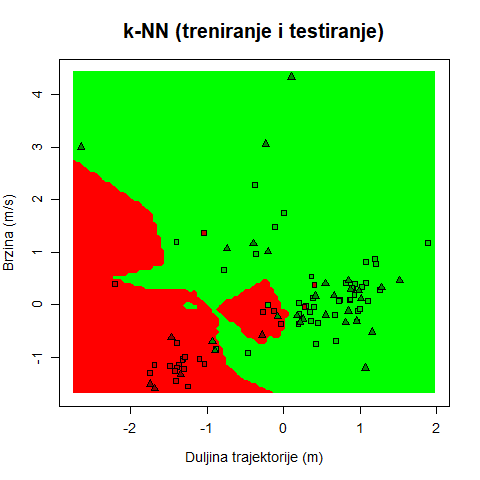 k-NN (treniranje i testiranje)
Brzina (m/s)
4
3
2
1
0
-1
-2 -1 0 1 2
Duljina trajektorije (m)